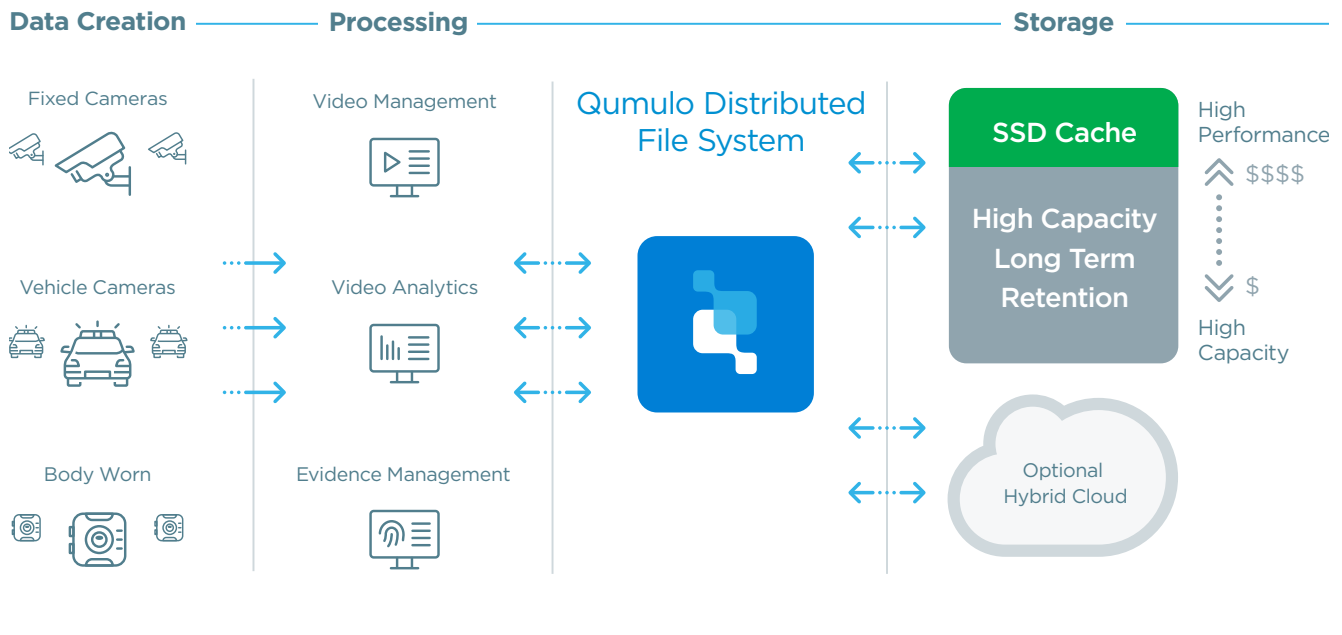 Data Creation
Processing
Storage
Fixed Cameras
Vehicle Cameras
Body Worn
Video Management
Video Analytics
Evidence Management
Qumulo Distributed
File System
SSD Cache
High Capacity
Long Term
Retention
High
Performance
$$$$
$
High
Capacity
Optional
Hybrid Cloud